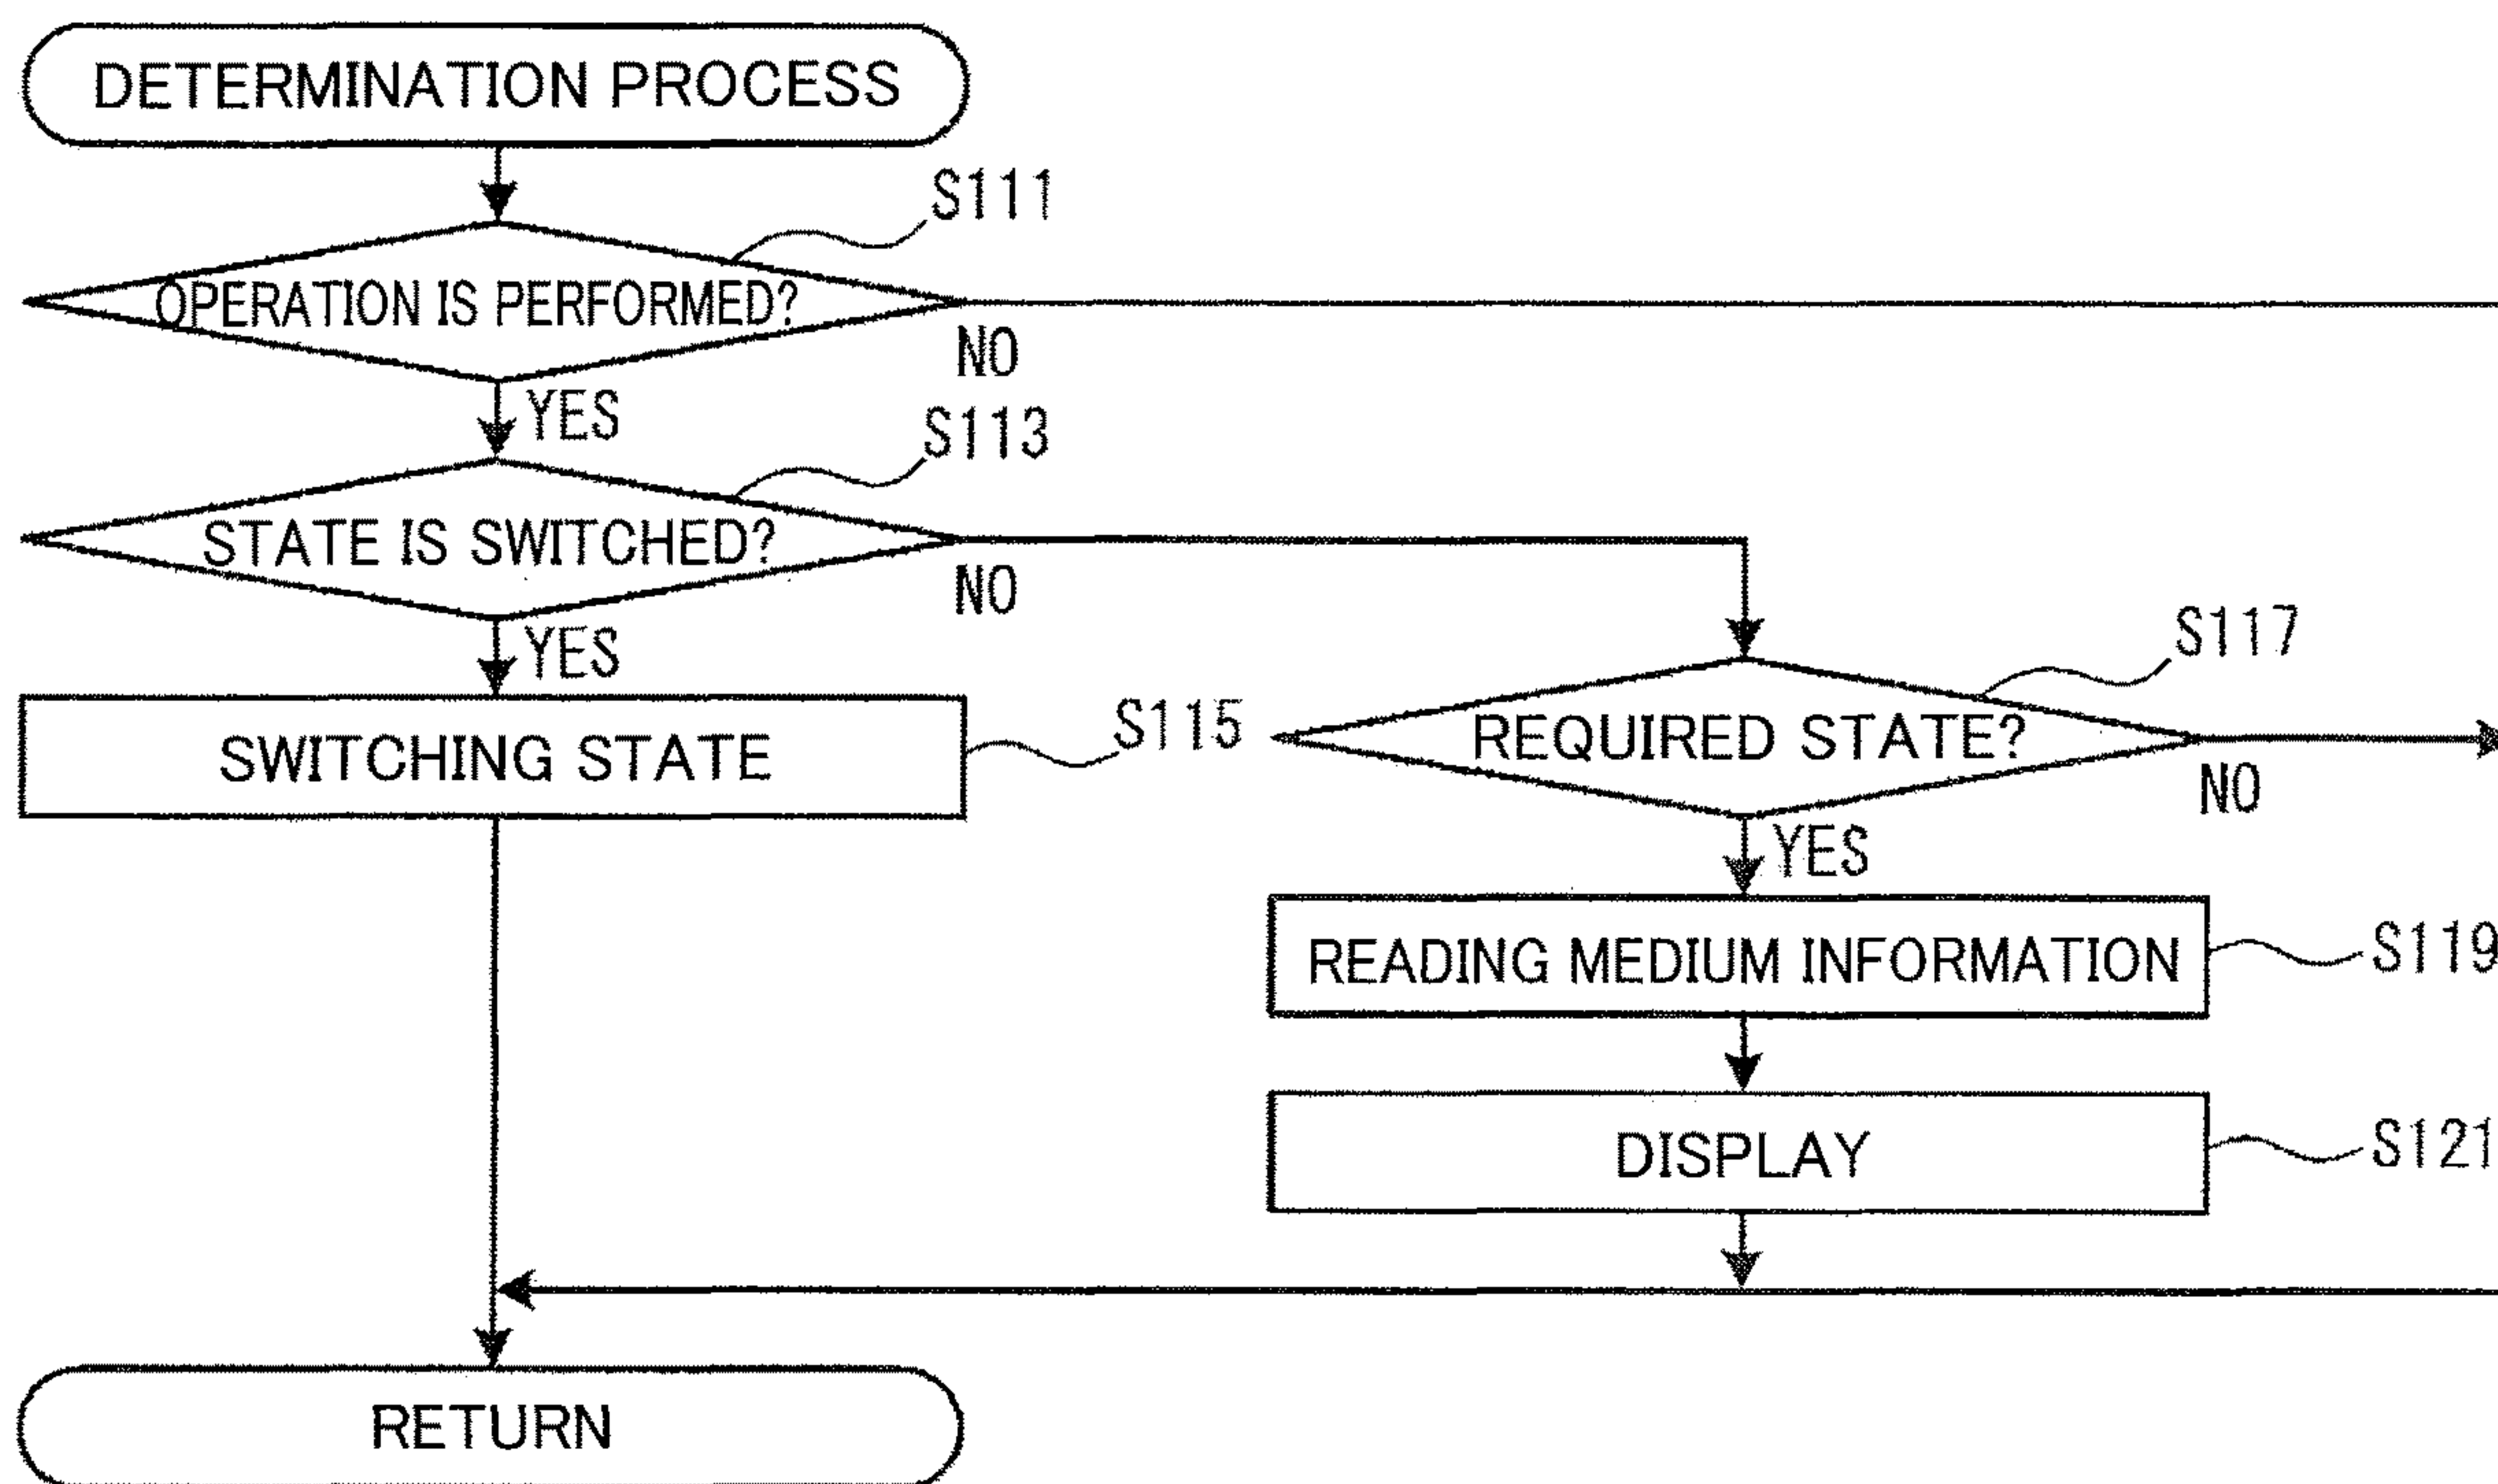 DETERMINATION PROCESS
S111
OPERATION IS PERFORMED?
NO
YES
S113
STATE IS SWITCHED?
NO
YES
S117
SWITCHING STATE
S115
REQUIRED STATE?
NO
YES
READING MEDIUM INFORMATION
S119
DISPLAY
S121
RETURN